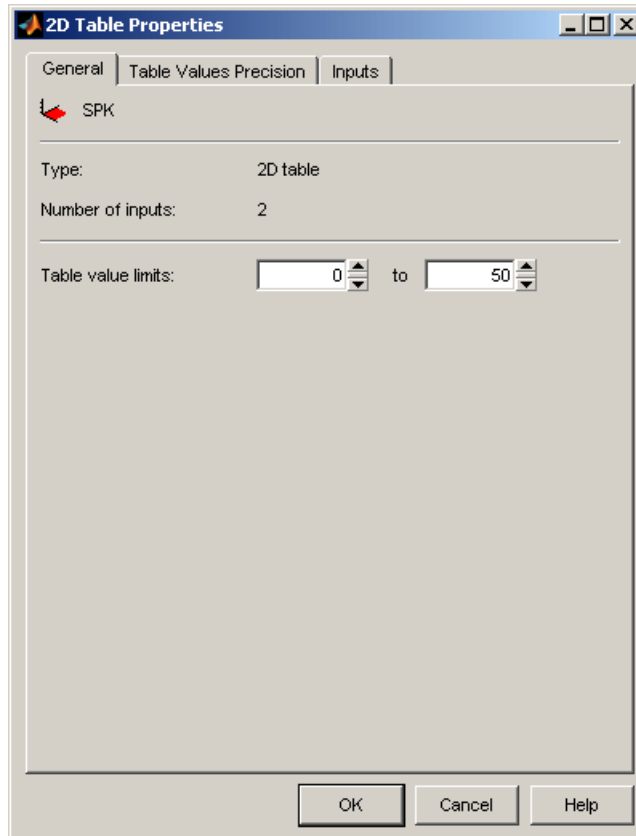 2D Table Properties
General Table Values Precision Inputs
SPK
Type: 2D table
Number of inputs: 2
Table value limits: 0 to 50
OK Cancel Help